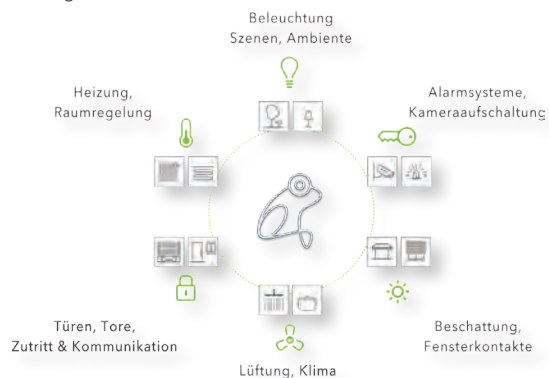 Beleuchtung
Szenen, Ambiente
Heizung,
Raumregelung
Alarmsysteme,
Kameraaufschaltung
Türen, Tore,
Zutritt & Kommunikation
Beschattung,
Fensterkontakte
Lüftung, Klima